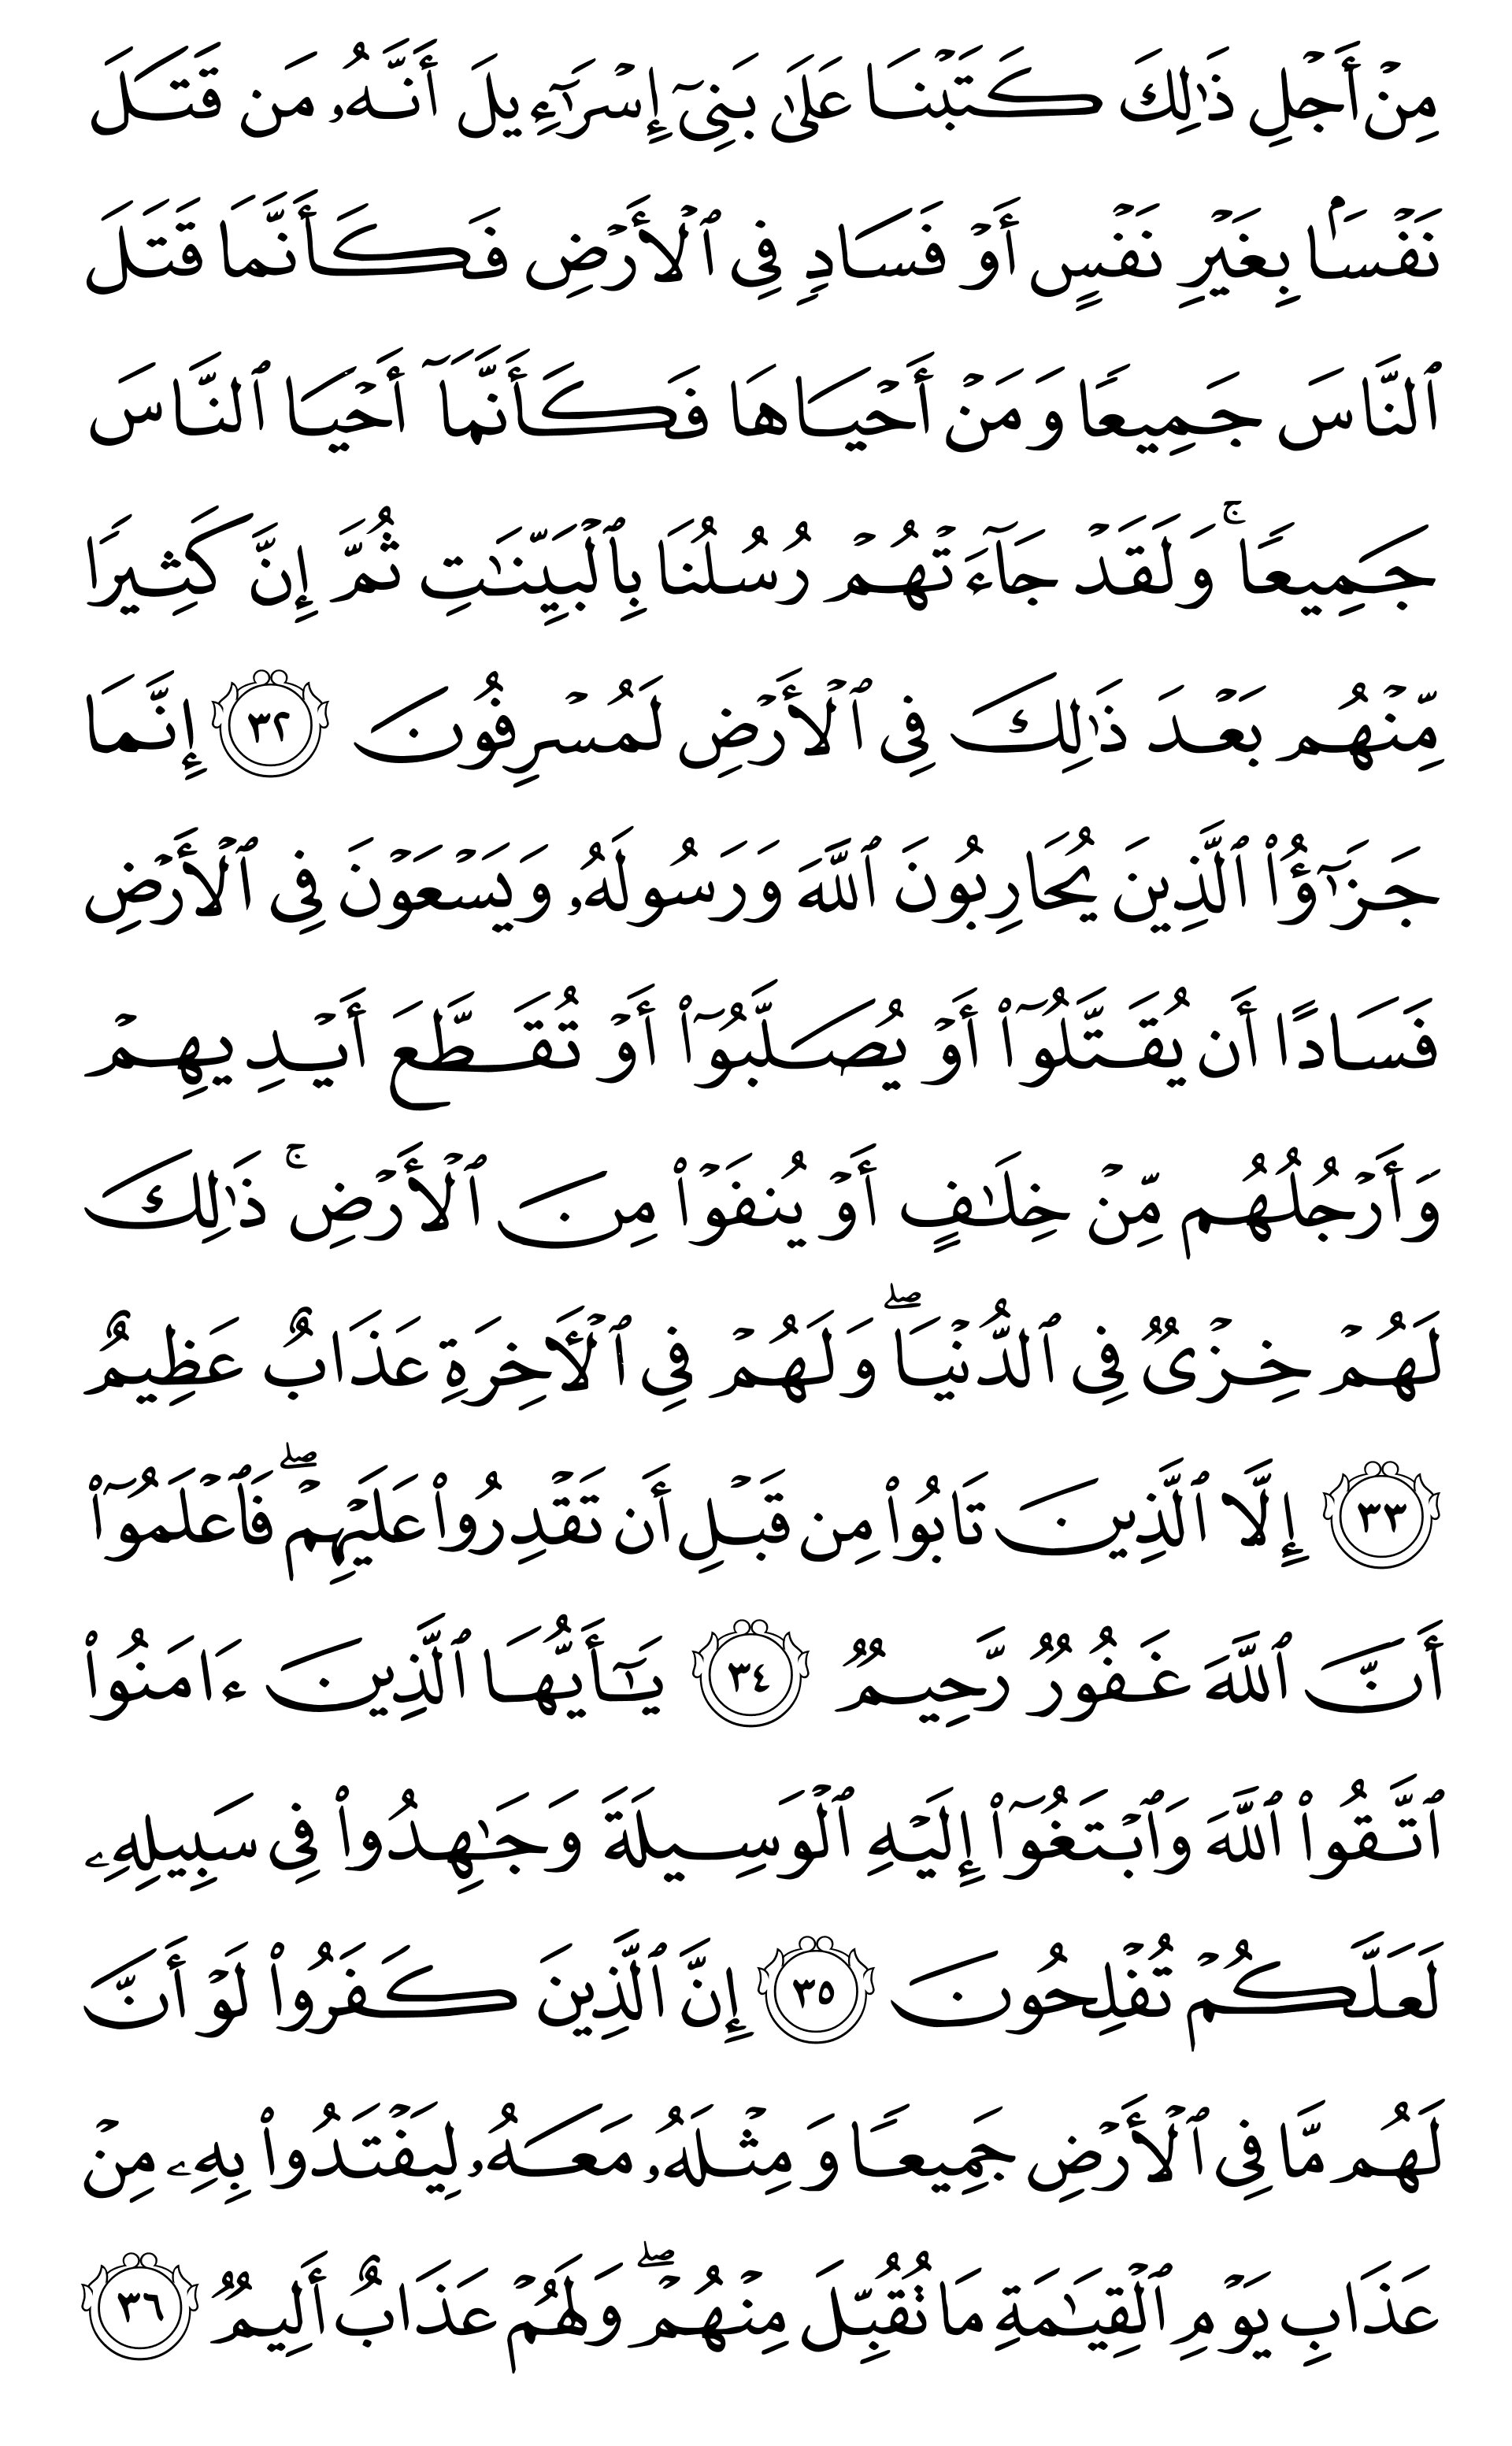 مِنۡ أَجۡلِ ذَٰلِكَ كَتَبۡنَا عَلَىٰ بَنِيٓ إِسۡرَٰٓءِيلَ أَنَّهُۥ مَن قَتَلَ
نَفۡسَۢا بِغَيۡرِ نَفۡسٍ أَوۡ فَسَادٖ فِي ٱلۡأَرۡضِ فَكَأَنَّمَا قَتَلَ
ٱلنَّاسَ جَمِيعٗا وَمَنۡ أَحۡيَاهَا فَكَأَنَّمَآ أَحۡيَا ٱلنَّاسَ
جَمِيعٗاۚ وَلَقَدۡ جَآءَتۡهُمۡ رُسُلُنَا بِٱلۡبَيِّنَٰتِ ثُمَّ إِنَّ كَثِيرٗا
مِّنۡهُم بَعۡدَ ذَٰلِكَ فِي ٱلۡأَرۡضِ لَمُسۡرِفُونَ ٣٢ إِنَّمَا
جَزَٰٓؤُاْ ٱلَّذِينَ يُحَارِبُونَ ٱللَّهَ وَرَسُولَهُۥ وَيَسۡعَوۡنَ فِي ٱلۡأَرۡضِ
فَسَادًا أَن يُقَتَّلُوٓاْ أَوۡ يُصَلَّبُوٓاْ أَوۡ تُقَطَّعَ أَيۡدِيهِمۡ
وَأَرۡجُلُهُم مِّنۡ خِلَٰفٍ أَوۡ يُنفَوۡاْ مِنَ ٱلۡأَرۡضِۚ ذَٰلِكَ
لَهُمۡ خِزۡيٞ فِي ٱلدُّنۡيَاۖ وَلَهُمۡ فِي ٱلۡأٓخِرَةِ عَذَابٌ عَظِيمٌ
٣٣ إِلَّا ٱلَّذِينَ تَابُواْ مِن قَبۡلِ أَن تَقۡدِرُواْ عَلَيۡهِمۡۖ فَٱعۡلَمُوٓاْ
أَنَّ ٱللَّهَ غَفُورٞ رَّحِيمٞ ٣٤ يَٰٓأَيُّهَا ٱلَّذِينَ ءَامَنُواْ
ٱتَّقُواْ ٱللَّهَ وَٱبۡتَغُوٓاْ إِلَيۡهِ ٱلۡوَسِيلَةَ وَجَٰهِدُواْ فِي سَبِيلِهِۦ
لَعَلَّكُمۡ تُفۡلِحُونَ ٣٥ إِنَّ ٱلَّذِينَ كَفَرُواْ لَوۡ أَنَّ
لَهُم مَّا فِي ٱلۡأَرۡضِ جَمِيعٗا وَمِثۡلَهُۥ مَعَهُۥ لِيَفۡتَدُواْ بِهِۦ مِنۡ
عَذَابِ يَوۡمِ ٱلۡقِيَٰمَةِ مَا تُقُبِّلَ مِنۡهُمۡۖ وَلَهُمۡ عَذَابٌ أَلِيمٞ ٣٦